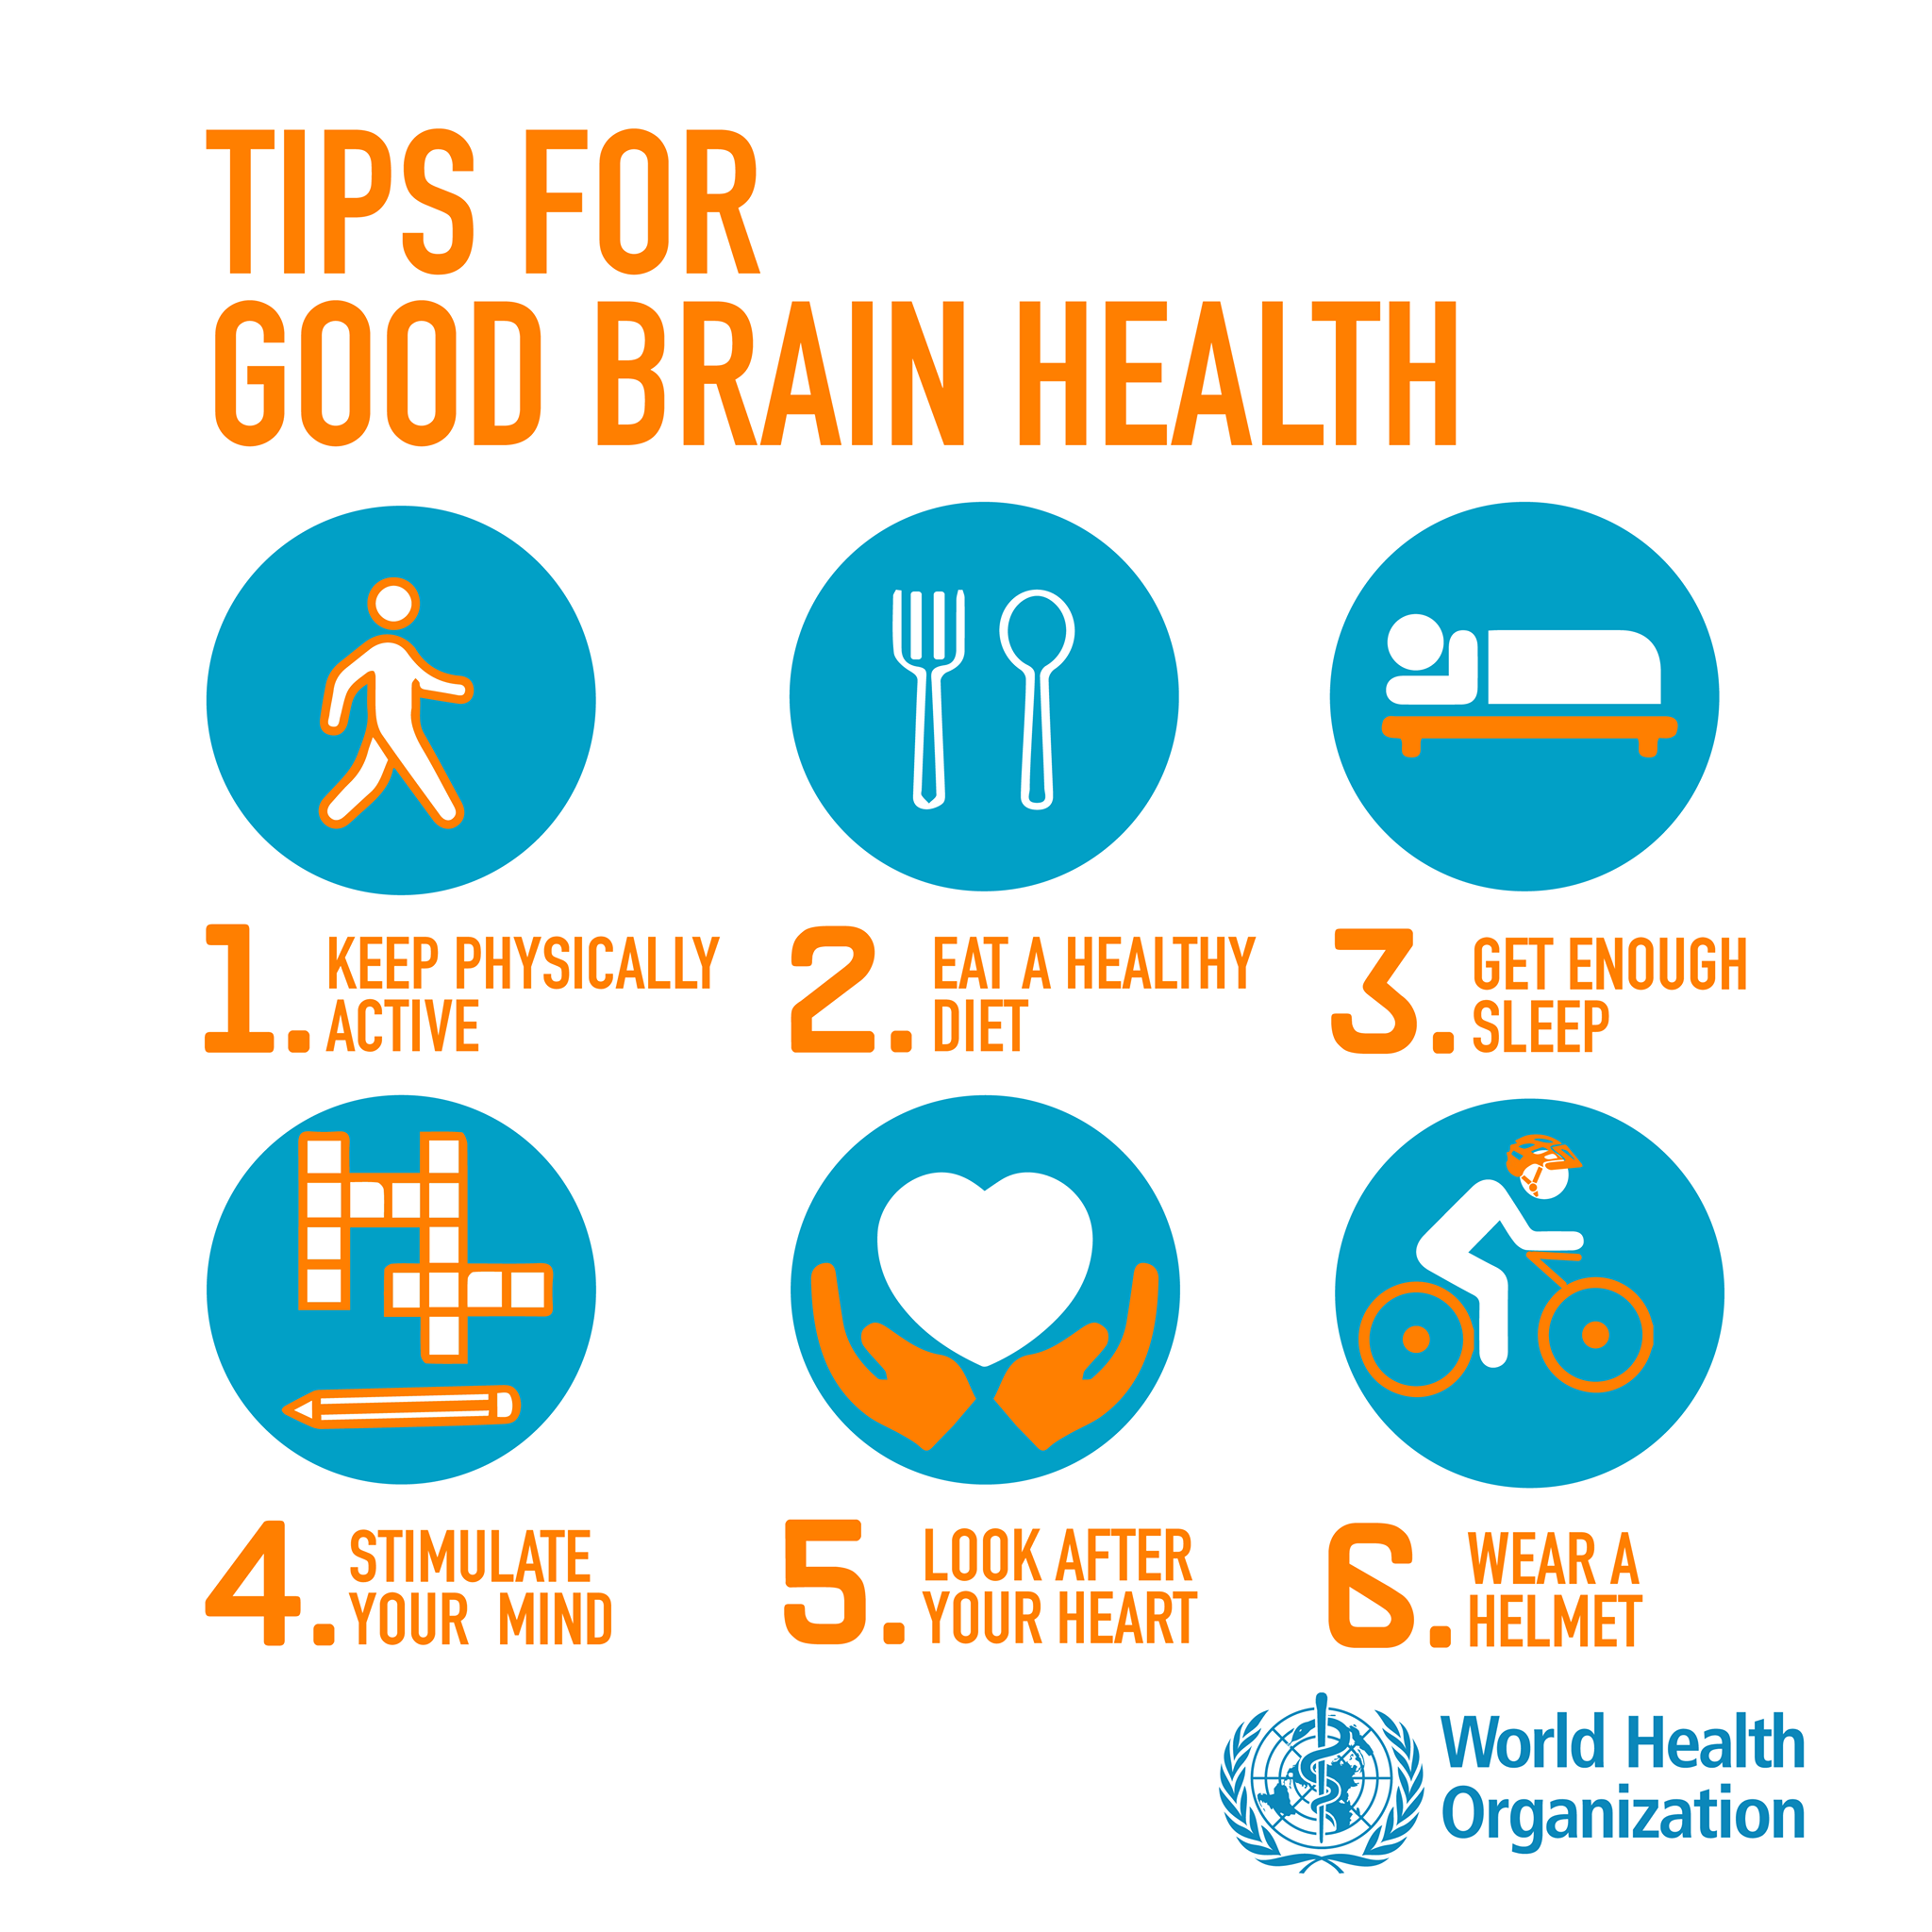 TIPS FOR
GOOD BRAIN HEALTH
1. KEEP PHYSICALLY
ACTIVE
2. EAT A HEALTHY
DIET
3. GET ENOUGH
SLEEP
4. STIMULATE
YOUR MIND
5. LOOK AFTER
YOUR HEART
6. WEAR A
HELMET
World Health
Organization